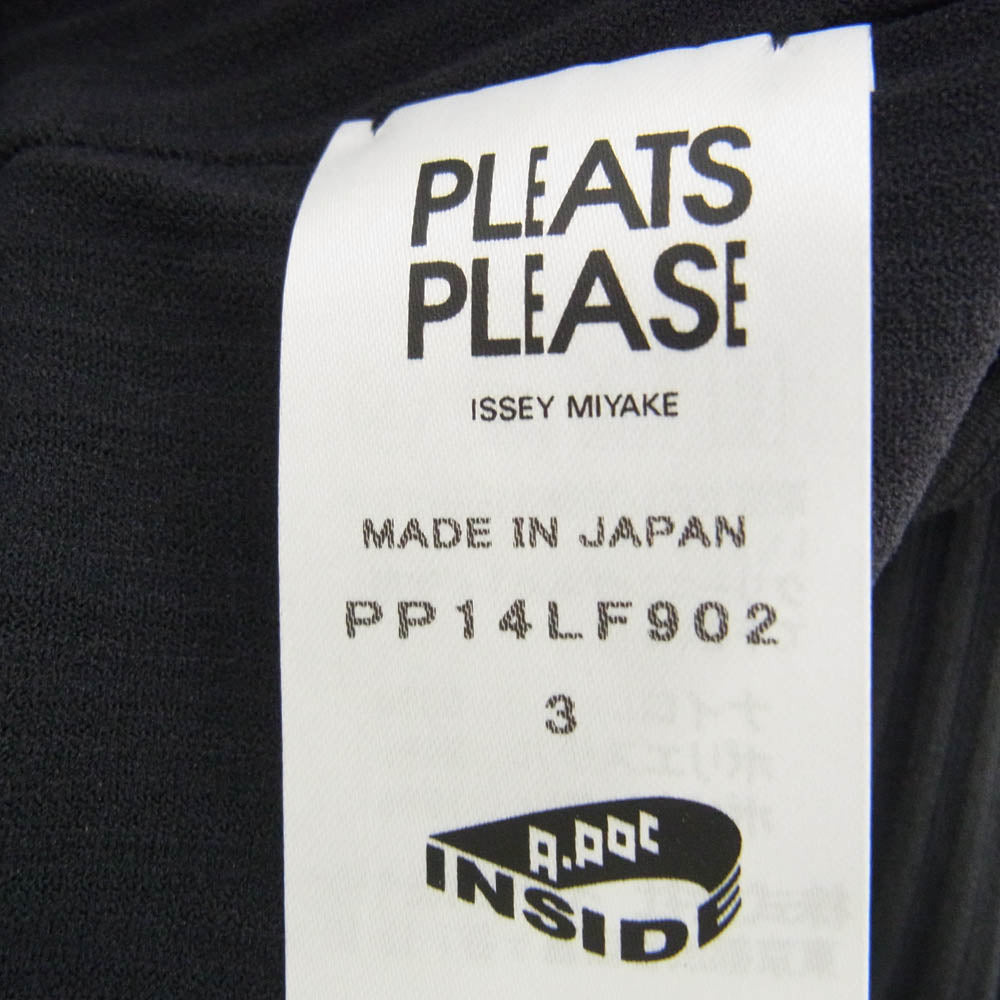 PLEATS
PLEASE
ISSEY MIYAKE
MADE IN JAPAN
PP14LF902
3
A.POC
INSIDE